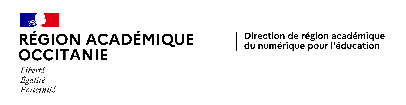 RÉGION ACADÉMIQUE
OCCITANIE
Liberté
Égalité
Fraternité
Direction de région académique
du numérique pour l'éducation